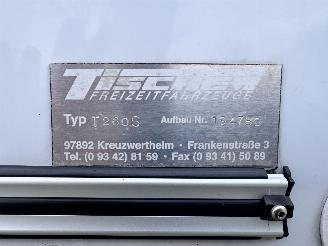 TISCHER
FREIZEITFAHRZEUGE
Typ T260S Aufbau Nr.
97892 Kreuzwertheim · Frankenstraße 3
Tel. (0 93 42) 81 59 · Fax (0 93 41) 50 89